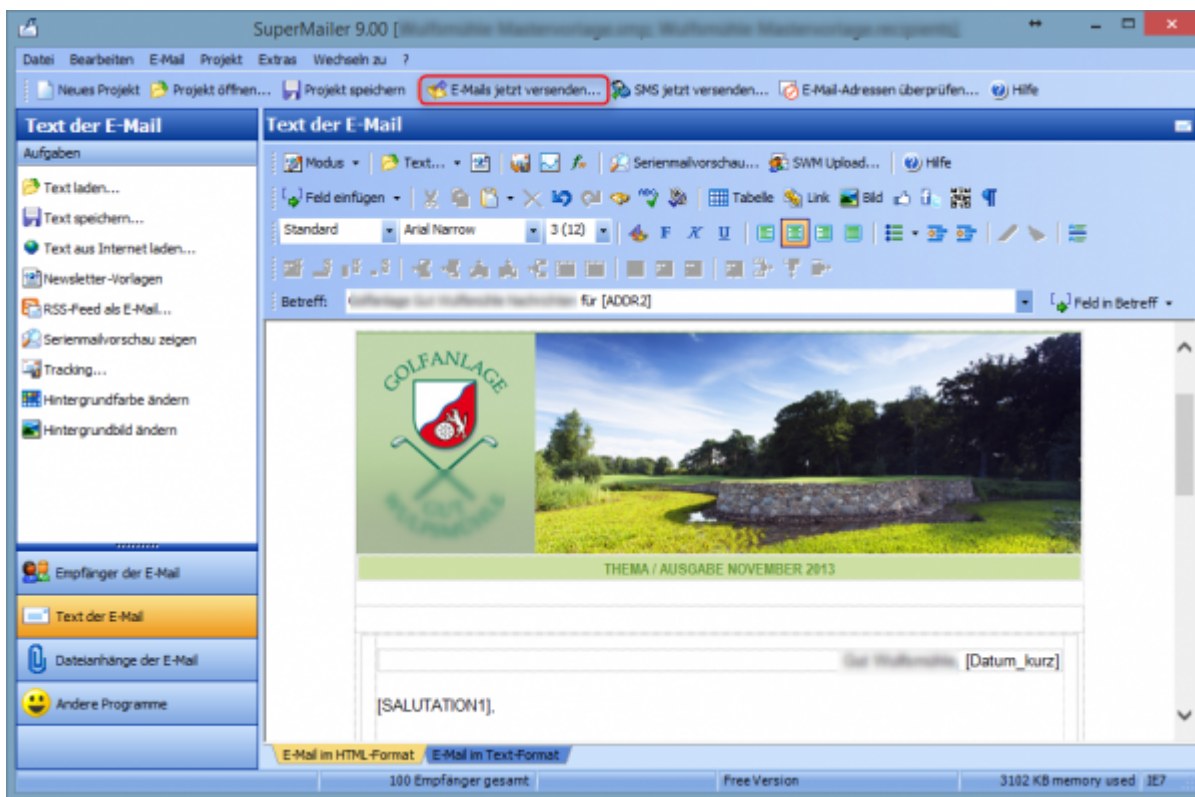 SuperMailer 9.00 [
Datei Bearbeiten E-Mail Projekt Extras Wechseln zu ?
Neues Projekt Projekt öffnen... Projekt speichern E-Mails jetzt versenden... SMS jetzt versenden... E-Mail-Adressen überprüfen... Hilfe
Text der E-Mail
Aufgaben
Text laden...
Text speichern...
Text aus Internet laden...
Newsletter-Vorlagen
RSS-Feed als E-Mail...
Serienmailvorschau zeigen
Tracking...
Hintergrundfarbe ändern
Hintergrundbild ändern
Empfänger der E-Mail
Text der E-Mail
Dateianhänge der E-Mail
Andere Programme
Text der E-Mail
Modus Text... Serienmailvorschau... SWM Upload... Hilfe
Feld einfügen Tabelle Link Bild
Standard Arial Narrow 3 (12) F K U
Betreff: für [ADDR2] Feld in Betreff
GOLFANLAGE
GUT
THEMA / AUSGABE NOVEMBER 2013
[Datum_kurz]
[SALUTATION1],
E-Mail im HTML-Format E-Mail im Text-Format
100 Empfänger gesamt Free Version 3102 KB memory used IE7